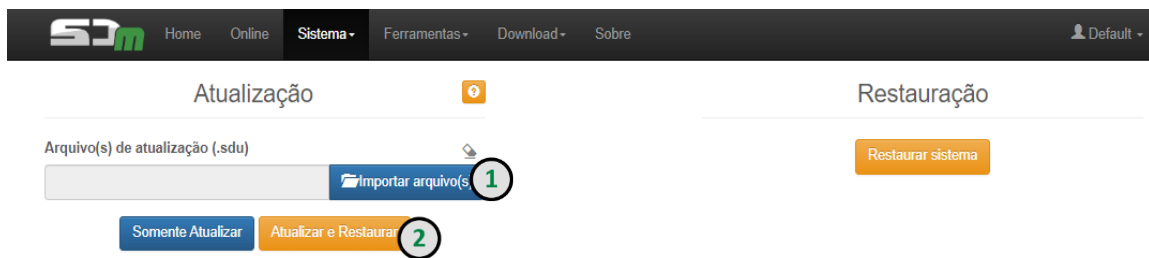 SDm Home Online Sistema Ferramentas Download Sobre Default
Atualização ? Restauração
Arquivo(s) de atualização (.sdu)
Restaurar sistema
Importar arquivo(s) 1
Somente Atualizar Atualizar e Restaurar 2